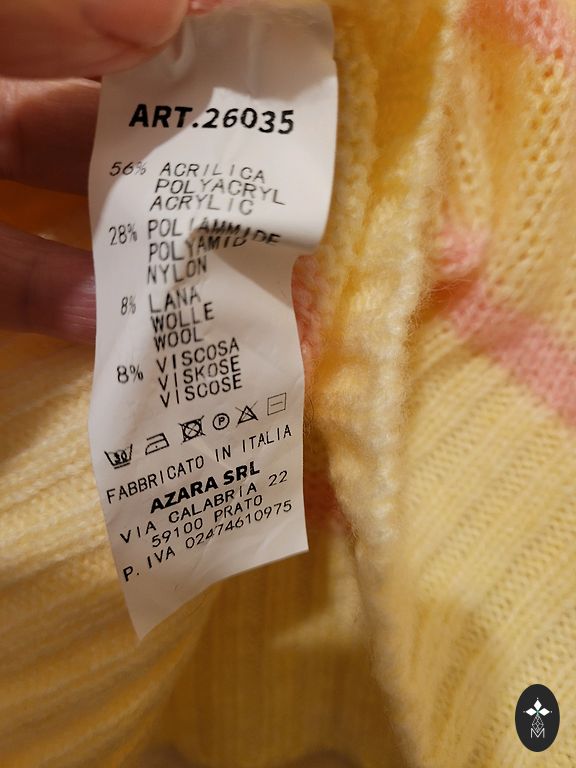 ART.26035
56% ACRILICA
POLYACRYL
ACRYLIC
28% POLIAMMIDE
POLYAMID
NYLON
8% LANA
WOLLE
WOOL
8% VISCOSA
VISKOSE
VISCOSE
30 P
FABBRICATO IN ITALIA
AZARA SRL
VIA CALABRIA 22
59100 PRATO
P. IVA 02474610975
M